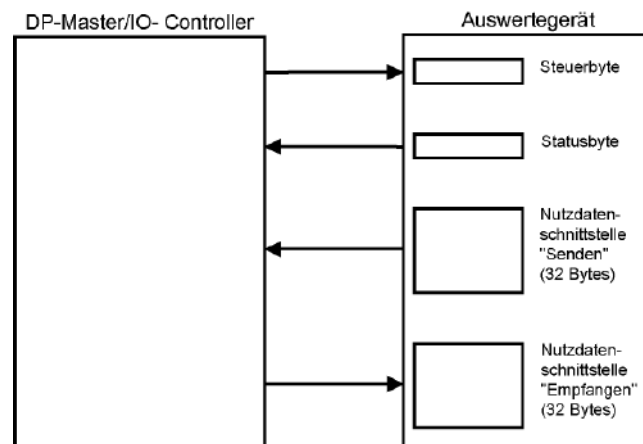 DP-Master/IO- Controller
Auswertegerät
Steuerbyte
Statusbyte
Nutzdaten-
schnittstelle
"Senden"
(32 Bytes)
Nutzdaten-
schnittstelle
"Empfangen"
(32 Bytes)